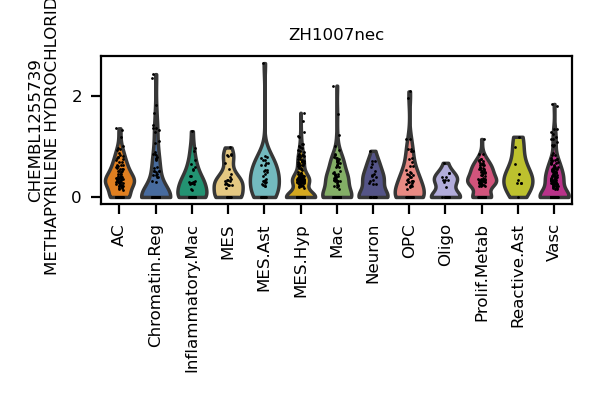 ZH1007nec
CHEMBL1255739
METHAPYRILENE HYDROCHLORID
2
0
AC
Chromatin.Reg
Inflammatory.Mac
MES
MES.Ast
MES.Hyp
Mac
Neuron
OPC
Oligo
Prolif.Metab
Reactive.Ast
Vasc